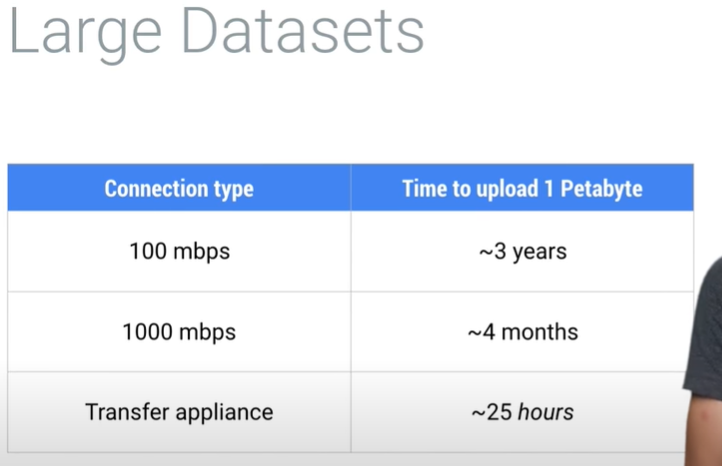 Large Datasets
Connection type Time to upload 1 Petabyte
100 mbps ~3 years
1000 mbps ~4 months
Transfer appliance ~25 hours